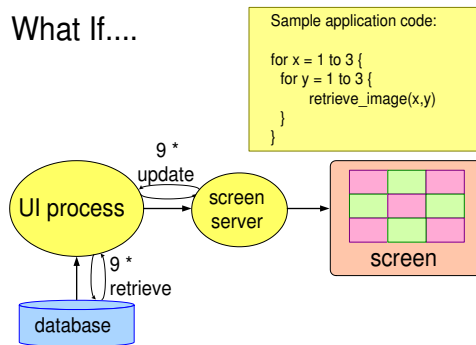 What If....
Sample application code:
for x = 1 to 3 {
for y = 1 to 3 {
retrieve_image(x,y)
}
}
9 *
update
UI process
screen
server
screen
9 *
retrieve
database